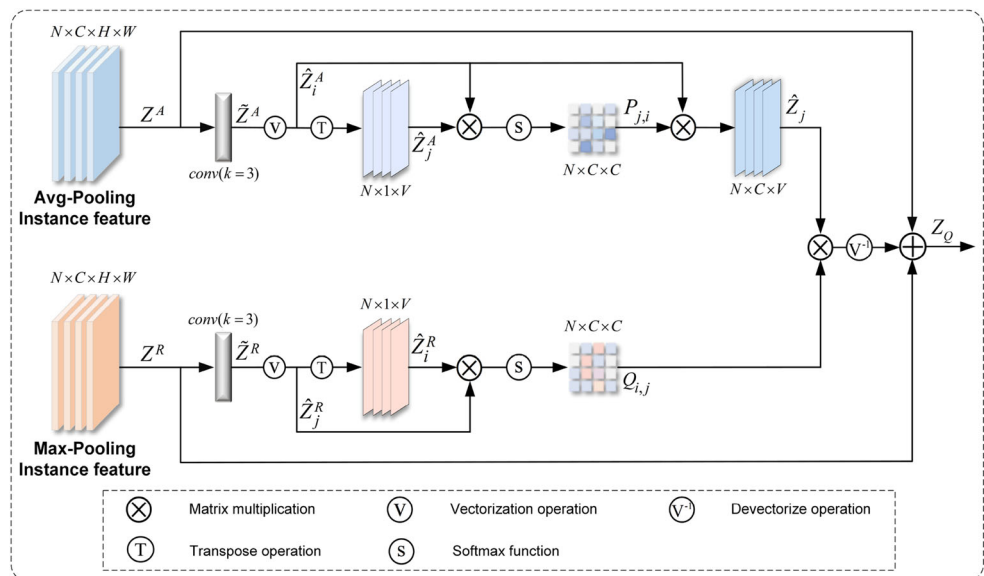 N×C×H×W
Z^A
conv(k=3)
Z̃^A
V
Ẑ_i^A
T
N×1×V
Ẑ_j^A
S
N×C×C
P_{j,i}
N×C×V
Ẑ_j
Avg-Pooling
Instance feature
V^{-1}
Z_Q
N×C×H×W
Z^R
conv(k=3)
Z̃^R
V
Ẑ_j^R
T
N×1×V
Ẑ_i^R
S
N×C×C
Q_{i,j}
Max-Pooling
Instance feature
Matrix multiplication
V Vectorization operation
V^{-1} Devectorize operation
T Transpose operation
S Softmax function